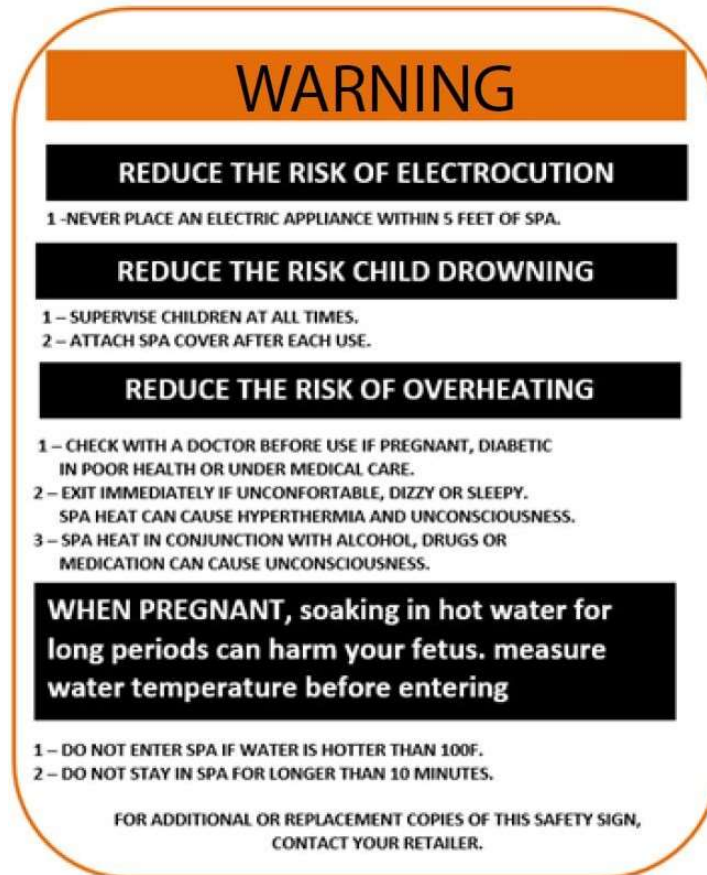 WARNING
REDUCE THE RISK OF ELECTROCUTION
1 -NEVER PLACE AN ELECTRIC APPLIANCE WITHIN 5 FEET OF SPA.
REDUCE THE RISK CHILD DROWNING
1 – SUPERVISE CHILDREN AT ALL TIMES.
2 – ATTACH SPA COVER AFTER EACH USE.
REDUCE THE RISK OF OVERHEATING
1 – CHECK WITH A DOCTOR BEFORE USE IF PREGNANT, DIABETIC
IN POOR HEALTH OR UNDER MEDICAL CARE.
2 – EXIT IMMEDIATELY IF UNCONFORTABLE, DIZZY OR SLEEPY.
SPA HEAT CAN CAUSE HYPERTHERMIA AND UNCONSCIOUSNESS.
3 – SPA HEAT IN CONJUNCTION WITH ALCOHOL, DRUGS OR
MEDICATION CAN CAUSE UNCONSCIOUSNESS.
WHEN PREGNANT, soaking in hot water for
long periods can harm your fetus. measure
water temperature before entering
1 – DO NOT ENTER SPA IF WATER IS HOTTER THAN 100F.
2 – DO NOT STAY IN SPA FOR LONGER THAN 10 MINUTES.
FOR ADDITIONAL OR REPLACEMENT COPIES OF THIS SAFETY SIGN,
CONTACT YOUR RETAILER.